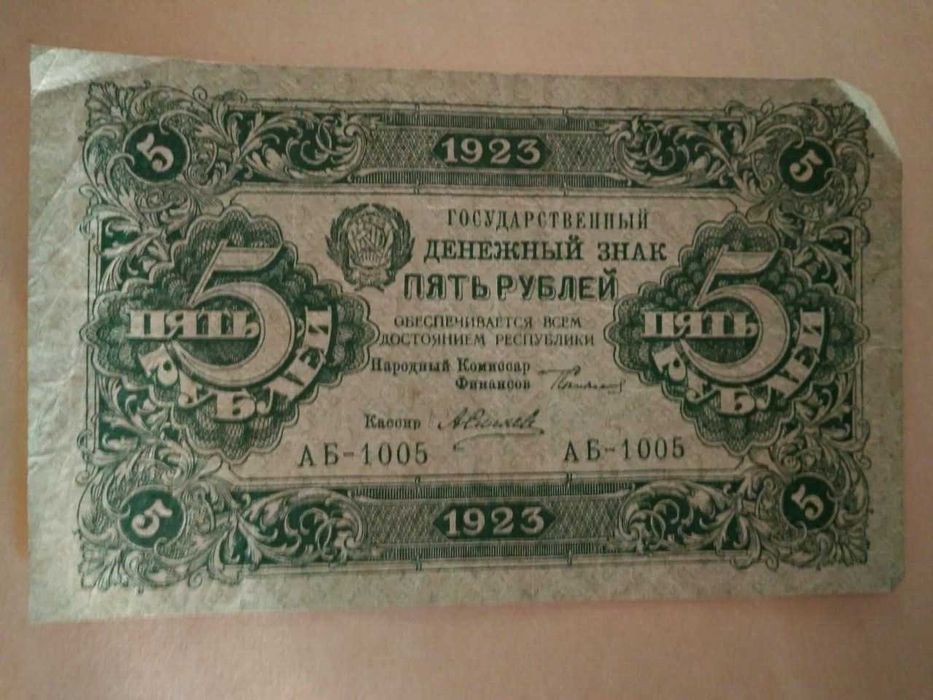 5 1923 5
ГОСУДАРСТВЕННЫЙ
ДЕНЕЖНЫЙ ЗНАК
ПЯТЬ РУБЛЕЙ
ОБЕСПЕЧИВАЕТСЯ ВСЕМ
ДОСТОЯНИЕМ РЕСПУБЛИКИ
5 ПЯТЬ РУБЛЕЙ
5 ПЯТЬ РУБЛЕЙ
Народный Комиссар
Финансов
Кассир
АБ-1005 АБ-1005
5 1923 5